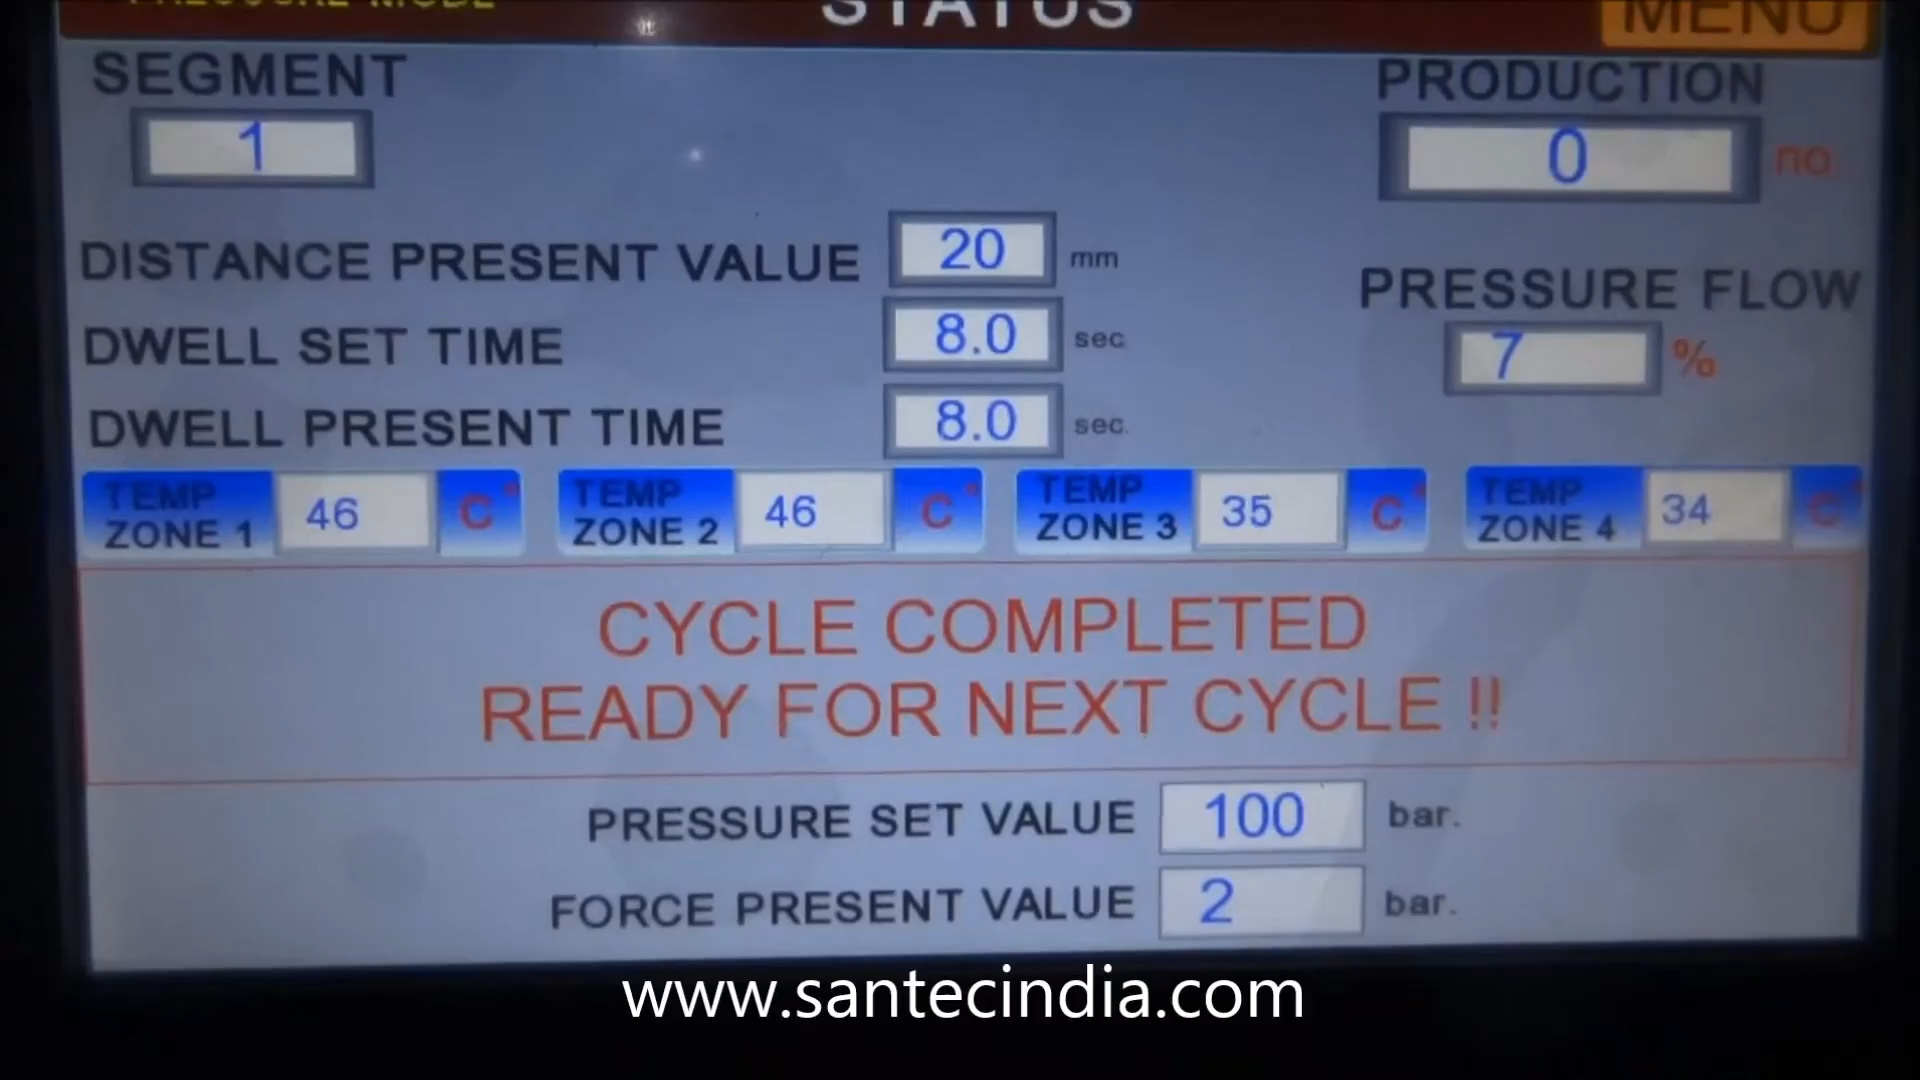 PRESSURE MODE
STATUS
MENU
SEGMENT
1
PRODUCTION
0 no
DISTANCE PRESENT VALUE 20 mm
PRESSURE FLOW
7 %
DWELL SET TIME 8.0 sec.
DWELL PRESENT TIME 8.0 sec.
TEMP ZONE 1 46 C°
TEMP ZONE 2 46 C°
TEMP ZONE 3 35 C°
TEMP ZONE 4 34 C°
CYCLE COMPLETED
READY FOR NEXT CYCLE !!
PRESSURE SET VALUE 100 bar.
FORCE PRESENT VALUE 2 bar.
www.santecindia.com